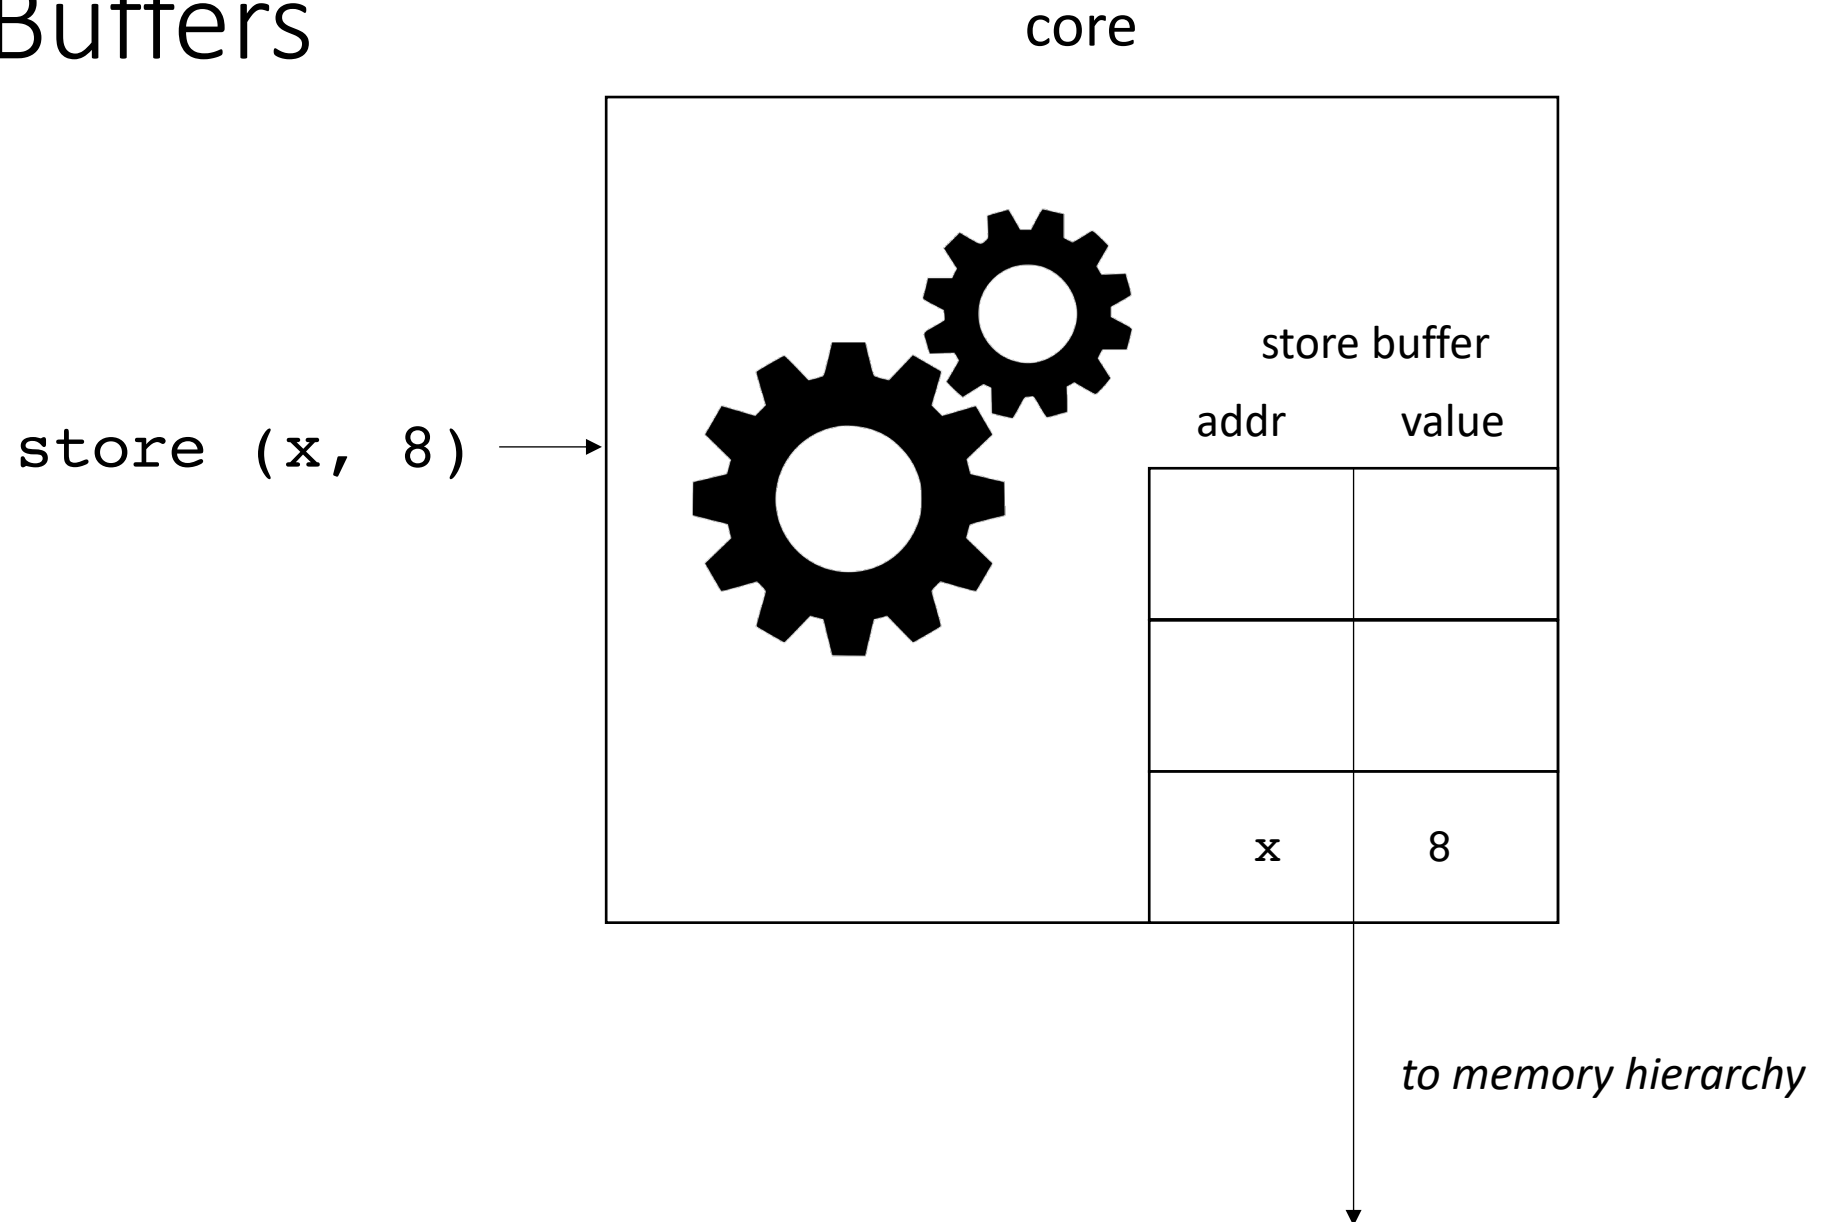 Buffers
core
store buffer
addr value
store (x, 8)
x 8
to memory hierarchy